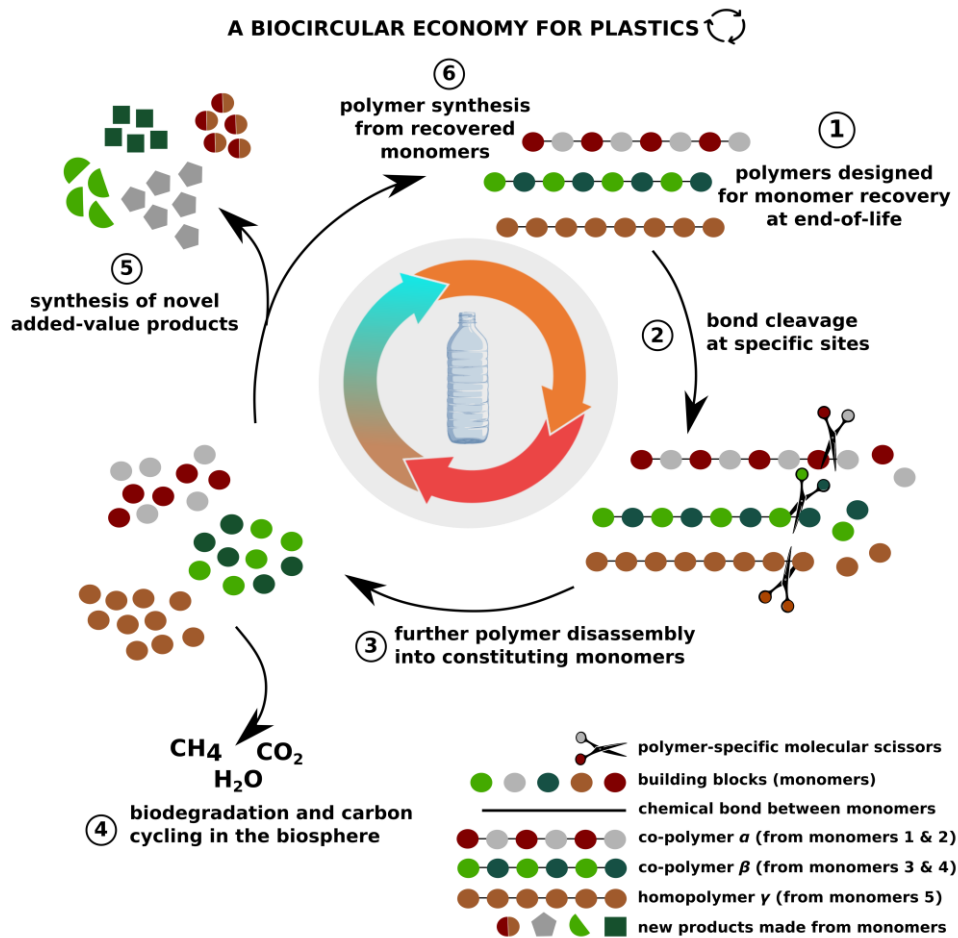 A BIOCIRCULAR ECONOMY FOR PLASTICS
6
polymer synthesis
from recovered
monomers
1
polymers designed
for monomer recovery
at end-of-life
2
bond cleavage
at specific sites
3
further polymer disassembly
into constituting monomers
5
synthesis of novel
added-value products
CH4 CO₂
H₂O
4
biodegradation and carbon
cycling in the biosphere
polymer-specific molecular scissors
building blocks (monomers)
chemical bond between monomers
co-polymer α (from monomers 1 & 2)
co-polymer β (from monomers 3 & 4)
homopolymer γ (from monomers 5)
new products made from monomers